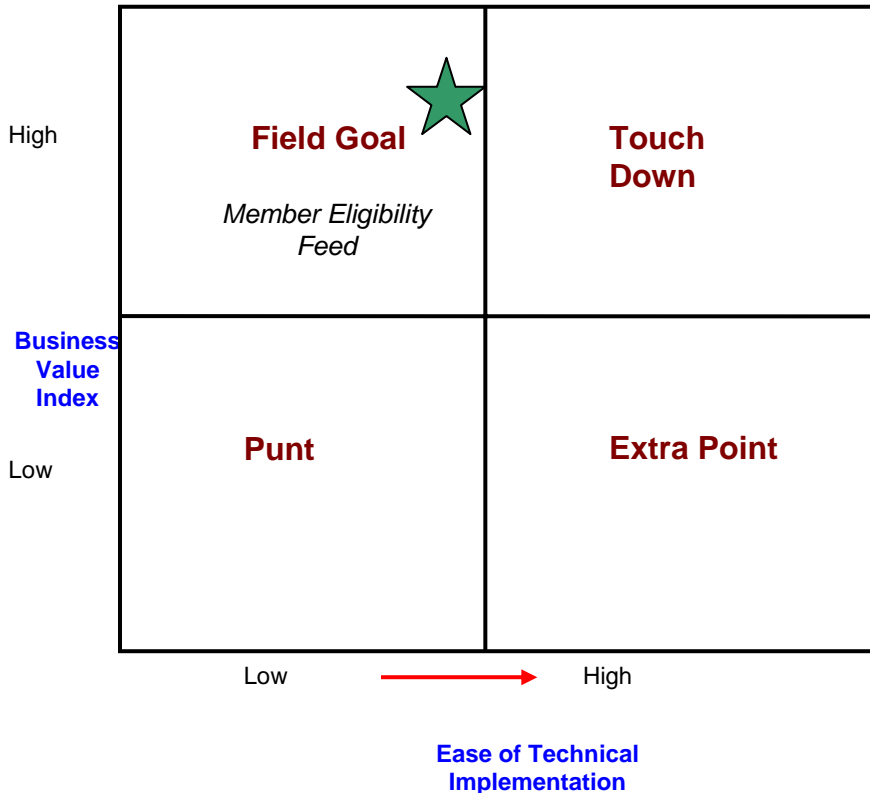 High
Field Goal
Touch
Down
Member Eligibility
Feed
Business
Value
Index
Low
Punt
Extra Point
Low
High
Ease of Technical
Implementation